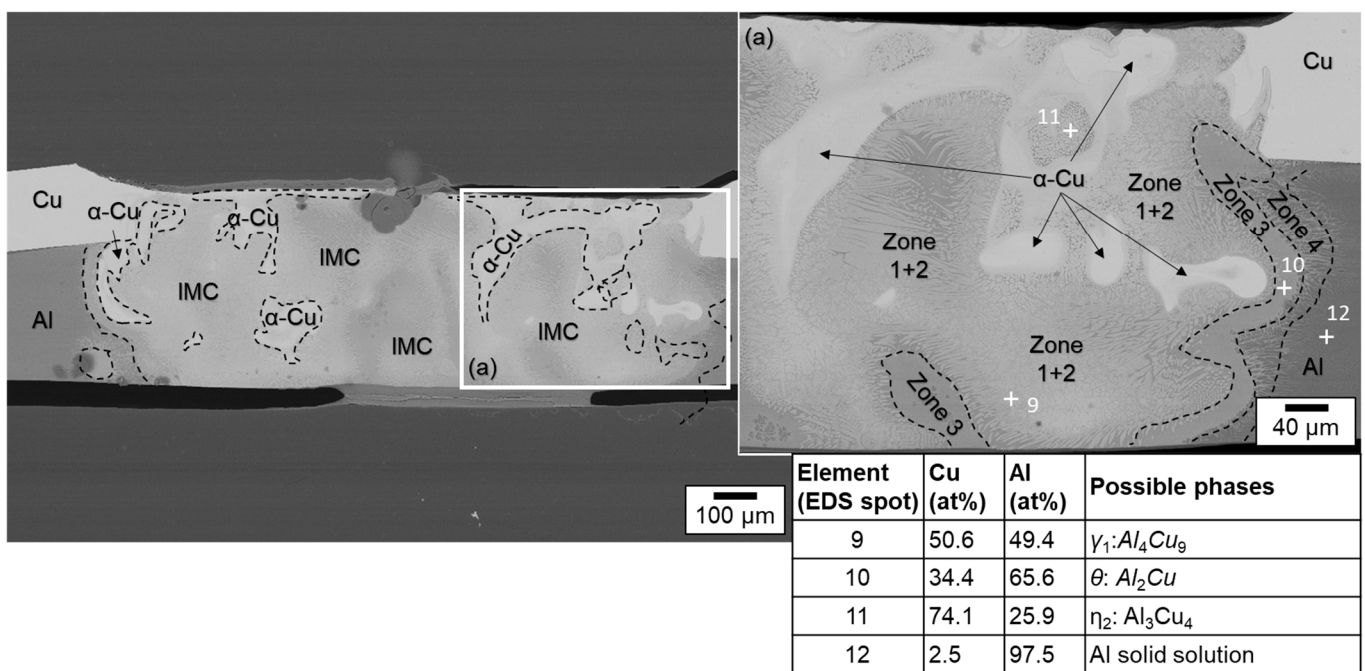 Cu
α-Cu
α-Cu
IMC
IMC
α-Cu
Al
α-Cu
IMC
IMC
(a)
100 μm
(a)
Cu
11
α-Cu
Zone
1+2
Zone 3
Zone 4
Zone
1+2
10
12
Zone
1+2
Al
Zone 3
9
40 μm
Element (EDS spot) Cu (at%) Al (at%) Possible phases
9 50.6 49.4 γ₁:Al₄Cu₉
10 34.4 65.6 θ: Al₂Cu
11 74.1 25.9 η₂: Al₃Cu₄
12 2.5 97.5 Al solid solution